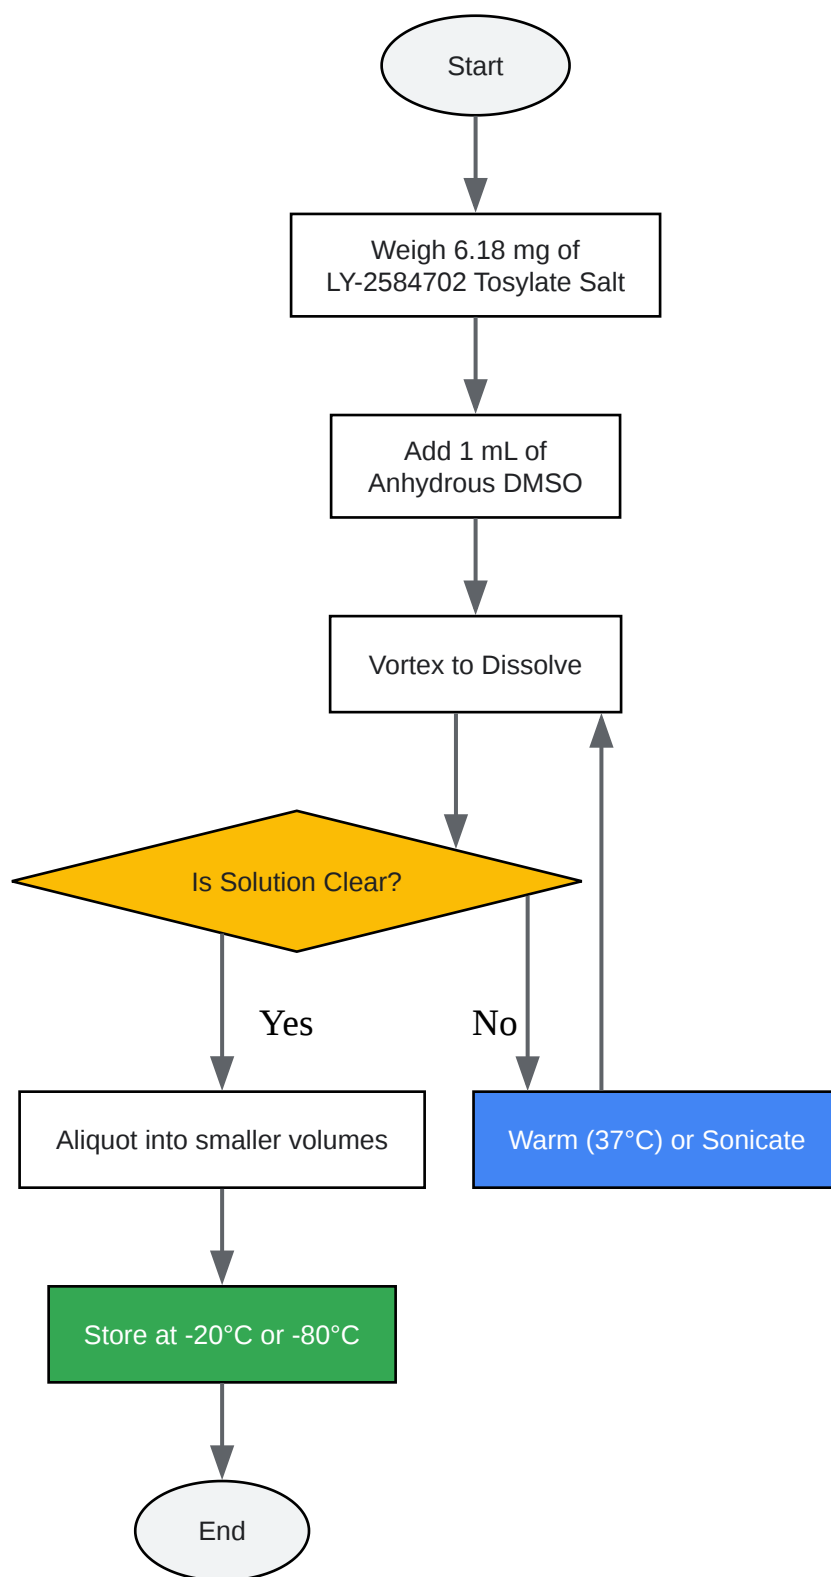 Start
Weigh 6.18 mg of
LY-2584702 Tosylate Salt
Add 1 mL of
Anhydrous DMSO
Vortex to Dissolve
Is Solution Clear?
Yes
No
Aliquot into smaller volumes
Warm (37°C) or Sonicate
Store at -20°C or -80°C
End